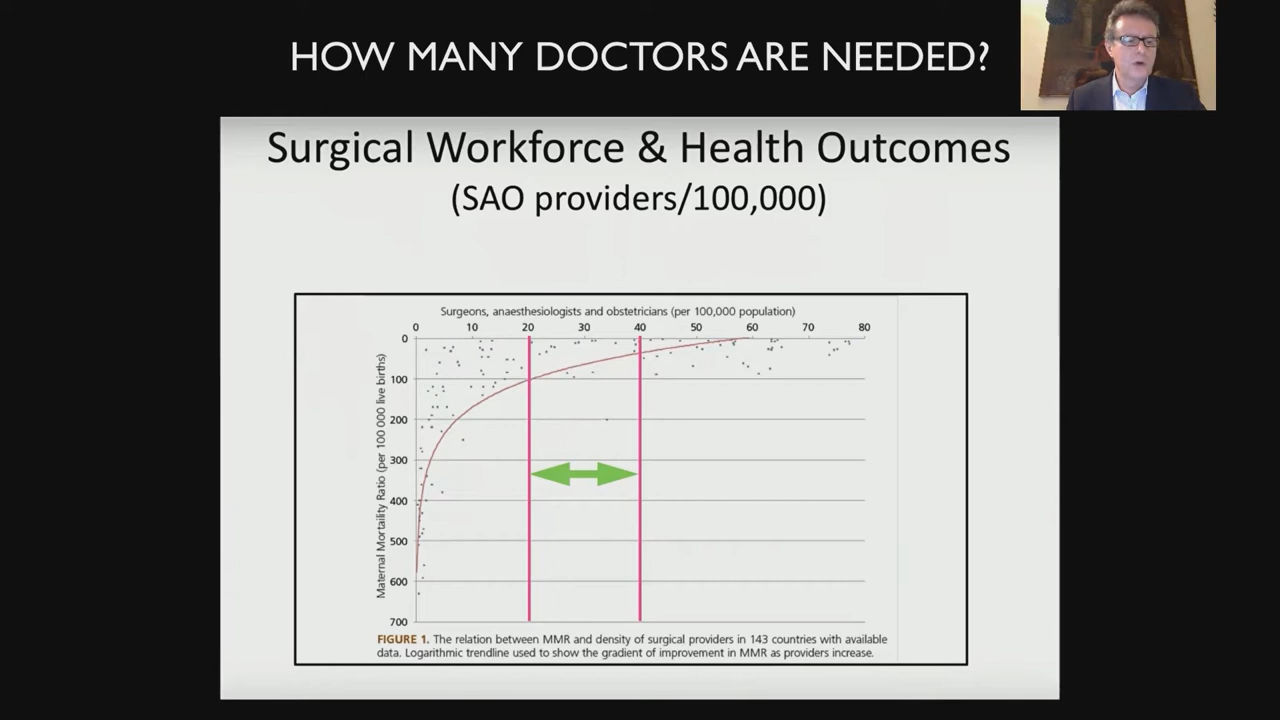 HOW MANY DOCTORS ARE NEEDED?
Surgical Workforce & Health Outcomes
(SAO providers/100,000)
Surgeons, anaesthesiologists and obstetricians (per 100,000 population)
0 10 20 30 40 50 60 70 80
Maternal Mortaility Ratio (per 100 000 live births)
0
100
200
300
400
500
600
700
FIGURE 1. The relation between MMR and density of surgical providers in 143 countries with available
data. Logarithmic trendline used to show the gradient of improvement in MMR as providers increase.